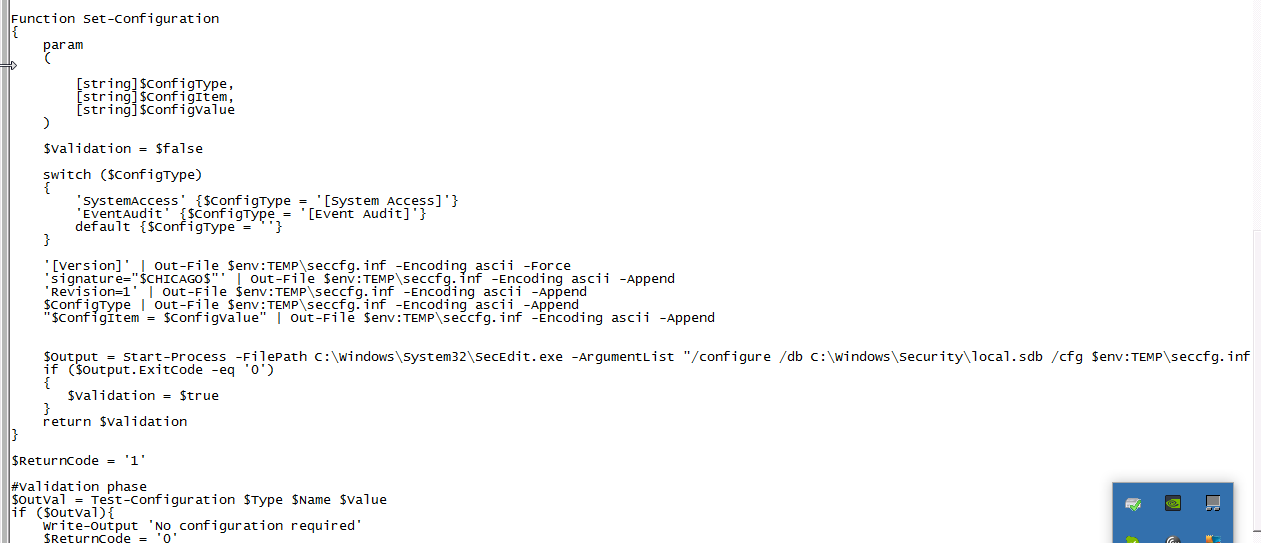 Function Set-Configuration
{
    param
    (

        [string]$ConfigType,
        [string]$ConfigItem,
        [string]$ConfigValue
    )

    $Validation = $false

    switch ($ConfigType)
    {
        'SystemAccess' {$ConfigType = '[System Access]'}
        'EventAudit' {$ConfigType = '[Event Audit]'}
        default {$ConfigType = ''}
    }

    '[Version]' | Out-File $env:TEMP\seccfg.inf -Encoding ascii -Force
    'signature="$CHICAGO$"' | Out-File $env:TEMP\seccfg.inf -Encoding ascii -Append
    'Revision=1' | Out-File $env:TEMP\seccfg.inf -Encoding ascii -Append
    $ConfigType | Out-File $env:TEMP\seccfg.inf -Encoding ascii -Append
    "$ConfigItem = $ConfigValue" | Out-File $env:TEMP\seccfg.inf -Encoding ascii -Append

    $Output = Start-Process -FilePath C:\Windows\System32\SecEdit.exe -ArgumentList "/configure /db C:\Windows\Security\local.sdb /cfg $env:TEMP\seccfg.inf
    if ($Output.ExitCode -eq '0')
    {
       $Validation = $true
    }
    return $Validation
}

$ReturnCode = '1'

#Validation phase
$OutVal = Test-Configuration $Type $Name $Value
if ($OutVal){
    Write-Output 'No configuration required'
    $ReturnCode = '0'